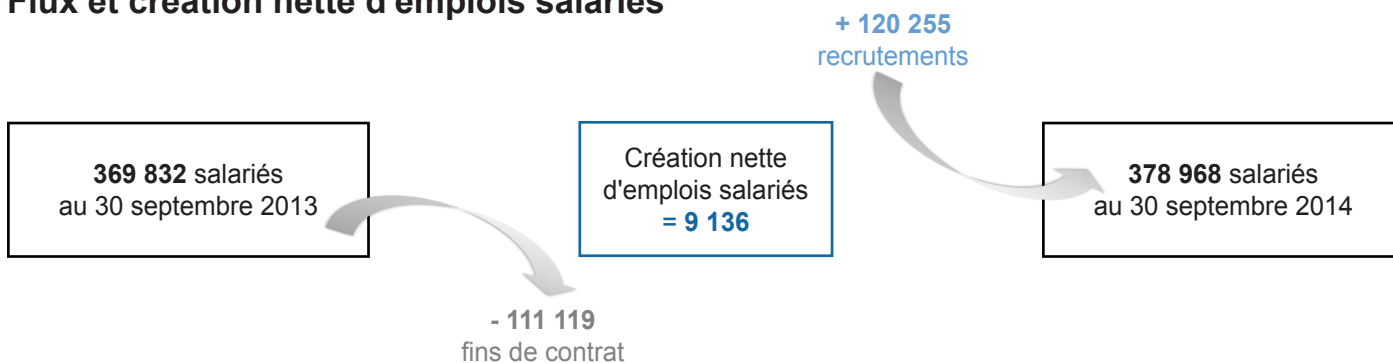 Flux et création nette d'emplois salariés
+ 120 255
recrutements
369 832 salariés
au 30 septembre 2013
Création nette
d'emplois salariés
= 9 136
378 968 salariés
au 30 septembre 2014
- 111 119
fins de contrat